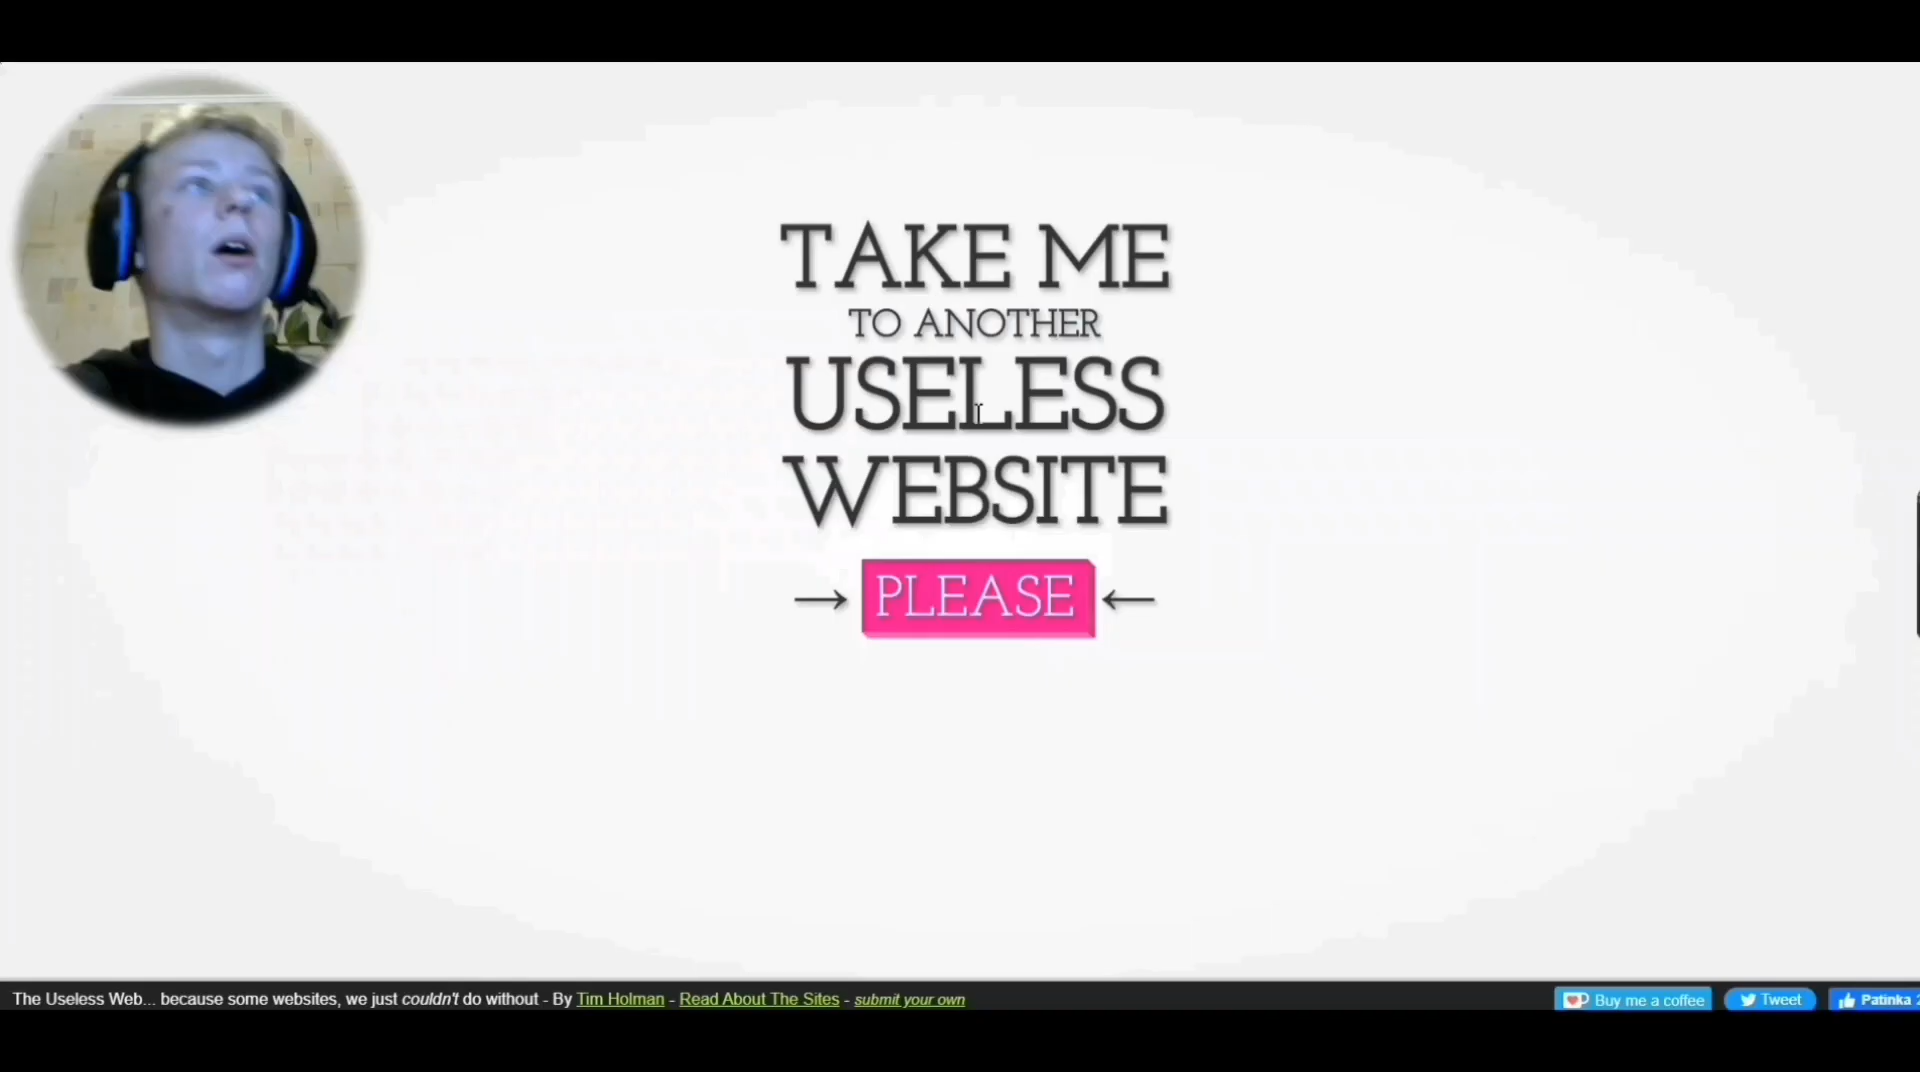 TAKE ME
TO ANOTHER
USELESS
WEBSITE
→ PLEASE ←
The Useless Web... because some websites, we just couldn't do without - By Tim Holman - Read About The Sites - submit your own
Buy me a coffee
Tweet
Patinka